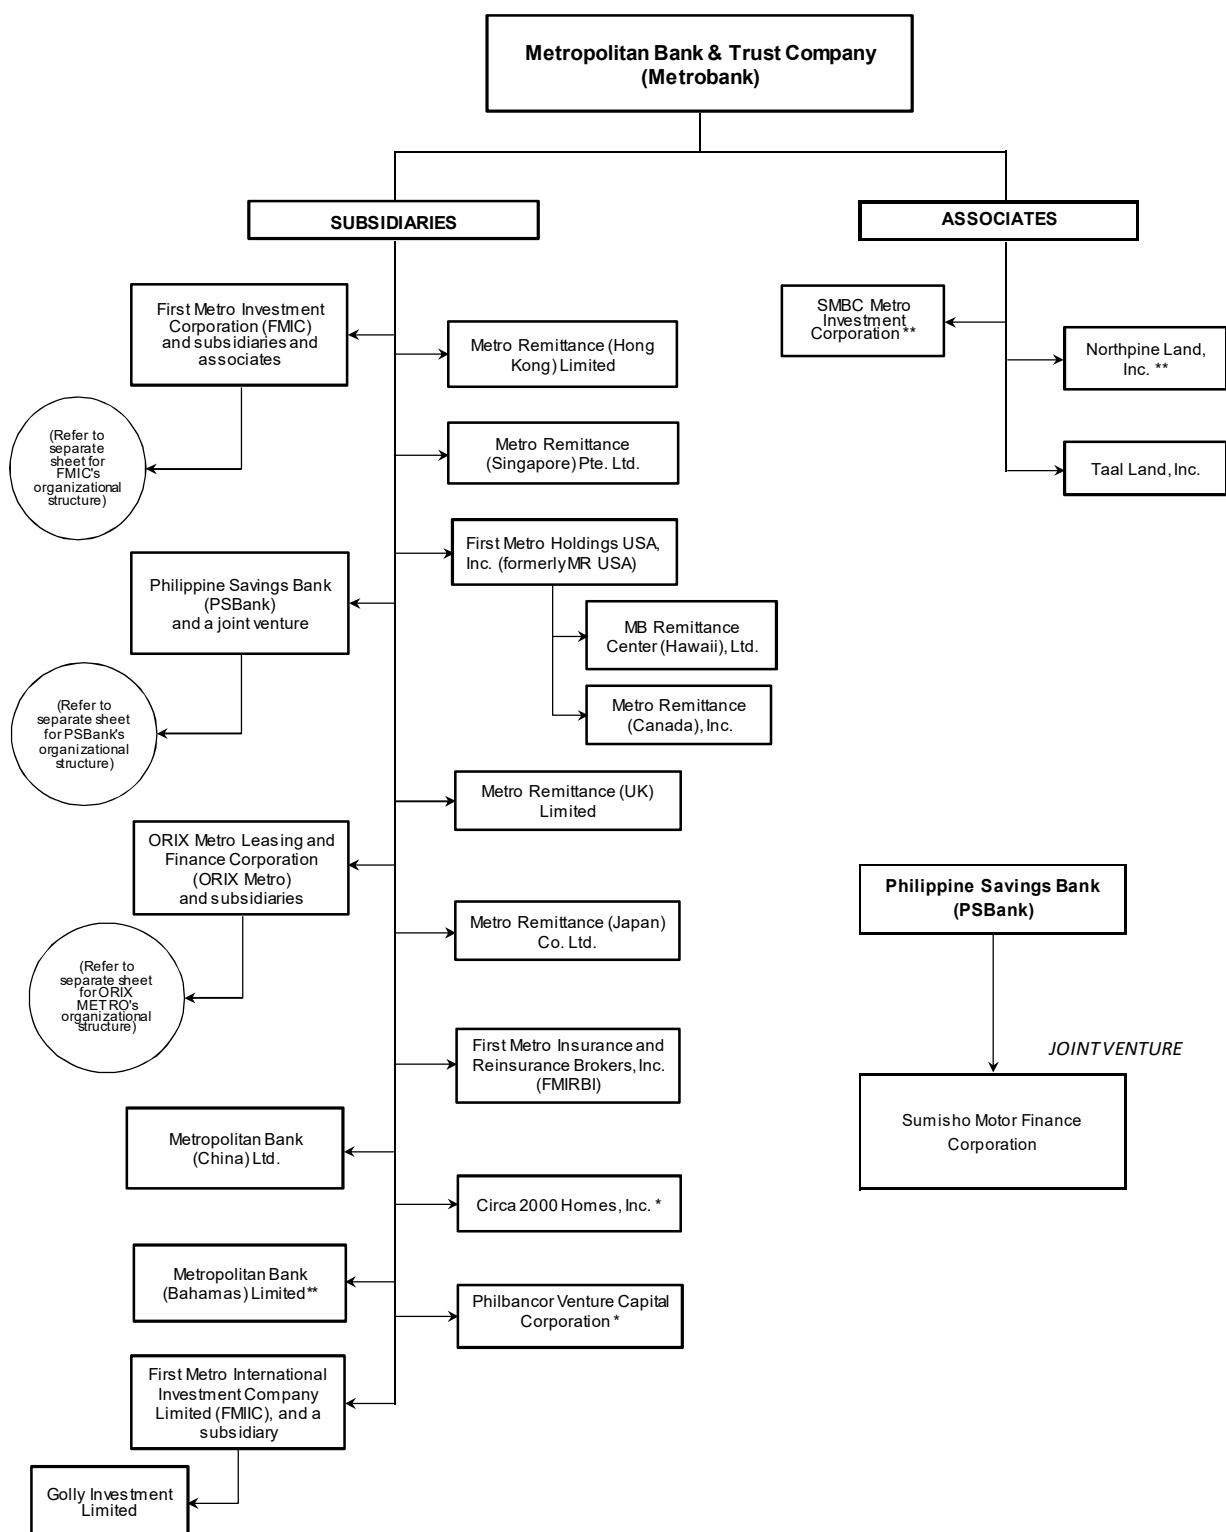 Metropolitan Bank & Trust Company
(Metrobank)
SUBSIDIARIES
ASSOCIATES
First Metro Investment
Corporation (FMIC)
and subsidiaries and
associates
Metro Remittance (Hong
Kong) Limited
SMBC Metro
Investment
Corporation **
Northpine Land,
Inc. **
(Refer to
separate
sheet for
FMIC's
organizational
structure)
Metro Remittance
(Singapore) Pte. Ltd.
Taal Land, Inc.
First Metro Holdings USA,
Inc. (formerly MR USA)
Philippine Savings Bank
(PSBank)
and a joint venture
MB Remittance
Center (Hawaii), Ltd.
Metro Remittance
(Canada), Inc.
(Refer to
separate sheet
for PSBank's
organizational
structure)
Metro Remittance (UK)
Limited
ORIX Metro Leasing and
Finance Corporation
(ORIX Metro)
and subsidiaries
Philippine Savings Bank
(PSBank)
Metro Remittance (Japan)
Co. Ltd.
(Refer to
separate sheet
for ORIX
METRO's
organizational
structure)
First Metro Insurance and
Reinsurance Brokers, Inc.
(FMIRBI)
JOINT VENTURE
Sumisho Motor Finance
Corporation
Metropolitan Bank
(China) Ltd.
Circa 2000 Homes, Inc. *
Metropolitan Bank
(Bahamas) Limited**
Philbancor Venture Capital
Corporation *
First Metro International
Investment Company
Limited (FMIIC), and a
subsidiary
Golly Investment
Limited